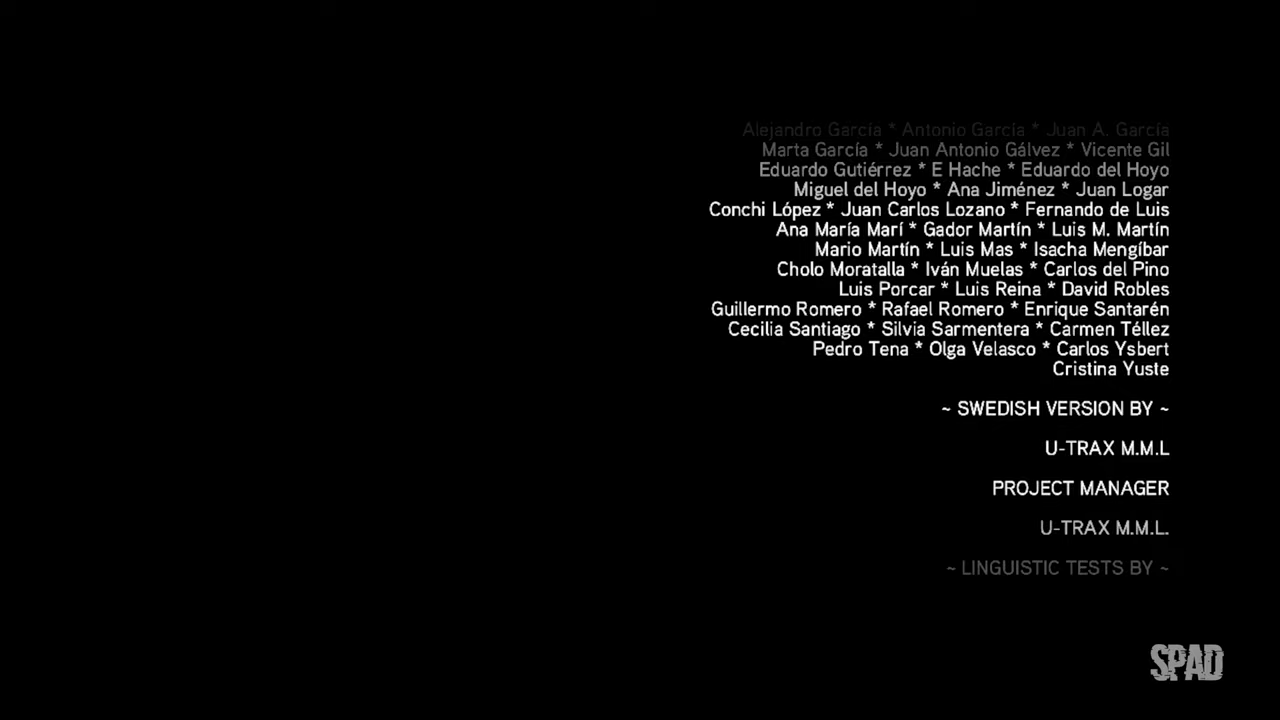 Alejandro García * Antonio García * Juan A. García
Marta García * Juan Antonio Gálvez * Vicente Gil
Eduardo Gutiérrez * E Hache * Eduardo del Hoyo
Miguel del Hoyo * Ana Jiménez * Juan Logar
Conchi López * Juan Carlos Lozano * Fernando de Luis
Ana María Marí * Gador Martín * Luis M. Martín
Mario Martín * Luis Mas * Isacha Mengíbar
Cholo Moratalla * Iván Muelas * Carlos del Pino
Luis Porcar * Luis Reina * David Robles
Guillermo Romero * Rafael Romero * Enrique Santarén
Cecilia Santiago * Silvia Sarmentera * Carmen Téllez
Pedro Tena * Olga Velasco * Carlos Ysbert
Cristina Yuste
~ SWEDISH VERSION BY ~
U-TRAX M.M.L
PROJECT MANAGER
U-TRAX M.M.L.
~ LINGUISTIC TESTS BY ~
SPAD